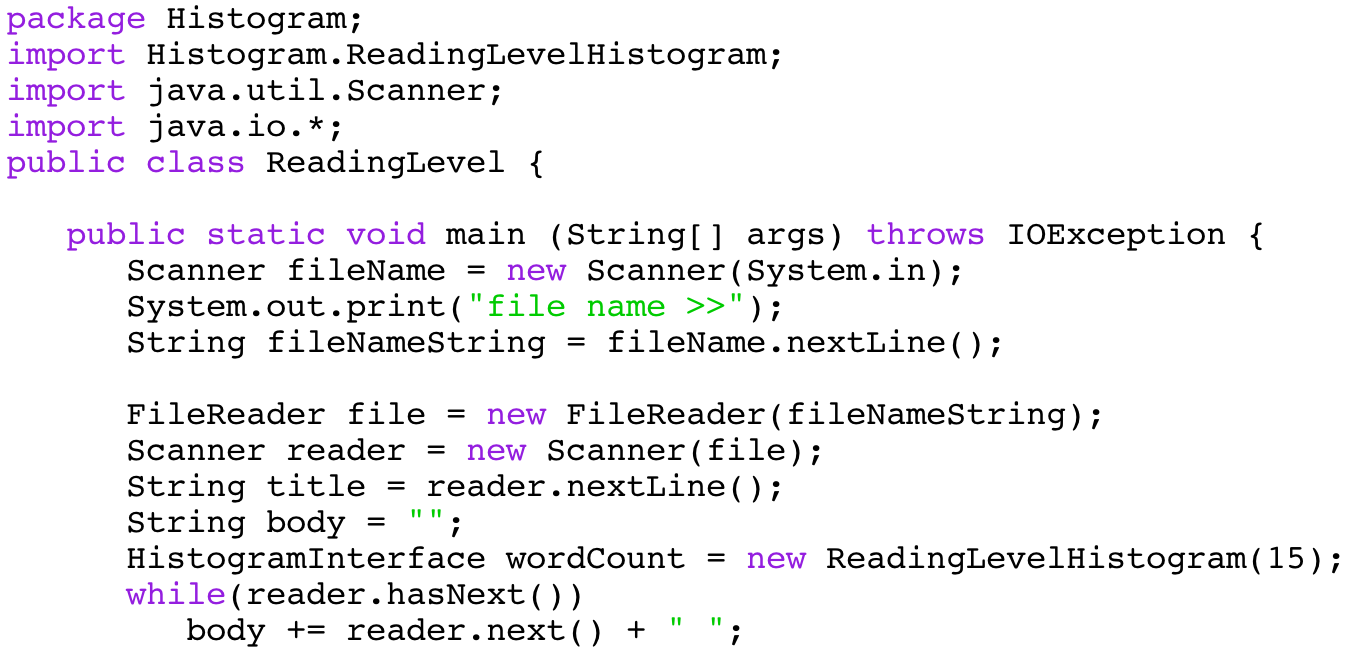 package Histogram;
import Histogram.ReadingLevelHistogram;
import java.util.Scanner;
import java.io.*;
public class ReadingLevel {

   public static void main (String[] args) throws IOException {
      Scanner fileName = new Scanner(System.in);
      System.out.print("file name >>");
      String fileNameString = fileName.nextLine();

      FileReader file = new FileReader(fileNameString);
      Scanner reader = new Scanner(file);
      String title = reader.nextLine();
      String body = "";
      HistogramInterface wordCount = new ReadingLevelHistogram(15);
      while(reader.hasNext())
         body += reader.next() + " ";